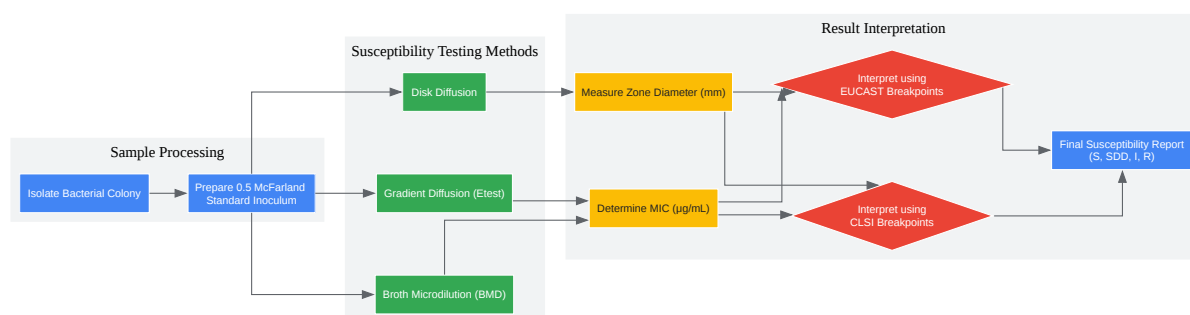 Result Interpretation
Susceptibility Testing Methods
Interpret using
EUCAST Breakpoints
Disk Diffusion
Measure Zone Diameter (mm)
Sample Processing
Final Susceptibility Report
(S, SDD, I, R)
Isolate Bacterial Colony
Prepare 0.5 McFarland
Standard Inoculum
Gradient Diffusion (Etest)
Determine MIC (µg/mL)
Interpret using
CLSI Breakpoints
Broth Microdilution (BMD)